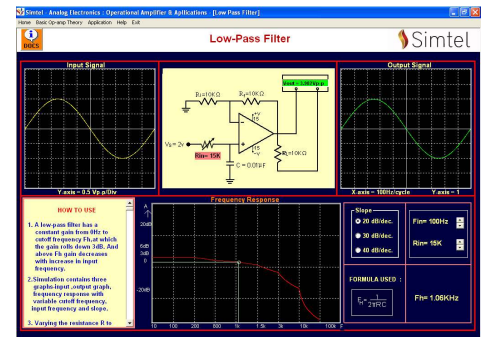 Simtel - Analog Electronics : Operational Amplifier & Apllications - [Low Pass Filter]
Home Basic Op-amp Theory Application Help Exit
DOCS
Low-Pass Filter
Simtel
Input Signal
Y-axis = 0.5 Vp p/Div
R₁=10KΩ
Rf=10KΩ
Vout = 3.982Vp-p
+V
15
15
-V
Vs= 2v
Rin= 15K
C = 0.01µF
RL=10KΩ
Output Signal
X-axis = 100Hz/cycle Y-axis = 1
HOW TO USE
1. A low-pass filter has a
constant gain from 0Hz to
cutoff frequency Fh,at which
the gain rolls down 3dB. And
above Fh gain decreases
with increase in input
frequency.
2.Simulation contains three
graphs-input ,output graph,
frequency response with
variable cutoff frequency,
input frequency and slope.
3. Varying the resistance R to
Frequency Response
A
20dB
6dB
3dB
0
-20dB
10 100 200 800 1k 1.5k 3k 10k 100k F
Slope
20 dB/dec.
30 dB/dec.
40 dB/dec.
Fin= 100Hz
Rin= 15K
FORMULA USED :
1
2πRC
Fh= 1.06KHz